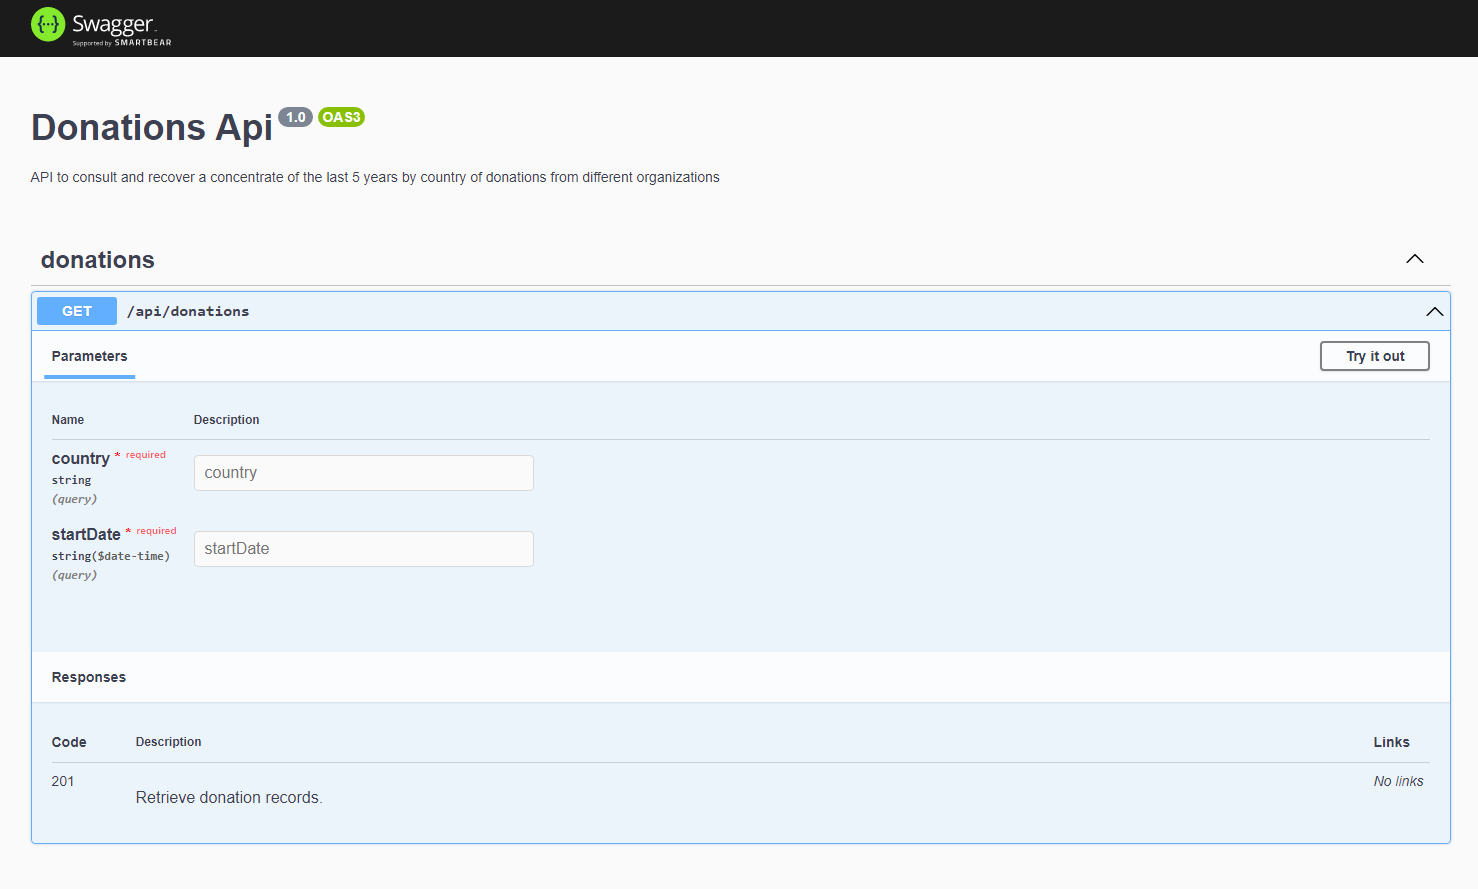 Swagger
Supported by SMARTBEAR
Donations Api 1.0 OAS3
API to consult and recover a concentrate of the last 5 years by country of donations from different organizations
donations
GET /api/donations
Parameters Try it out
Name Description
country * required
string
(query)
country
startDate * required
string($date-time)
(query)
startDate
Responses
Code Description Links
201 No links
Retrieve donation records.